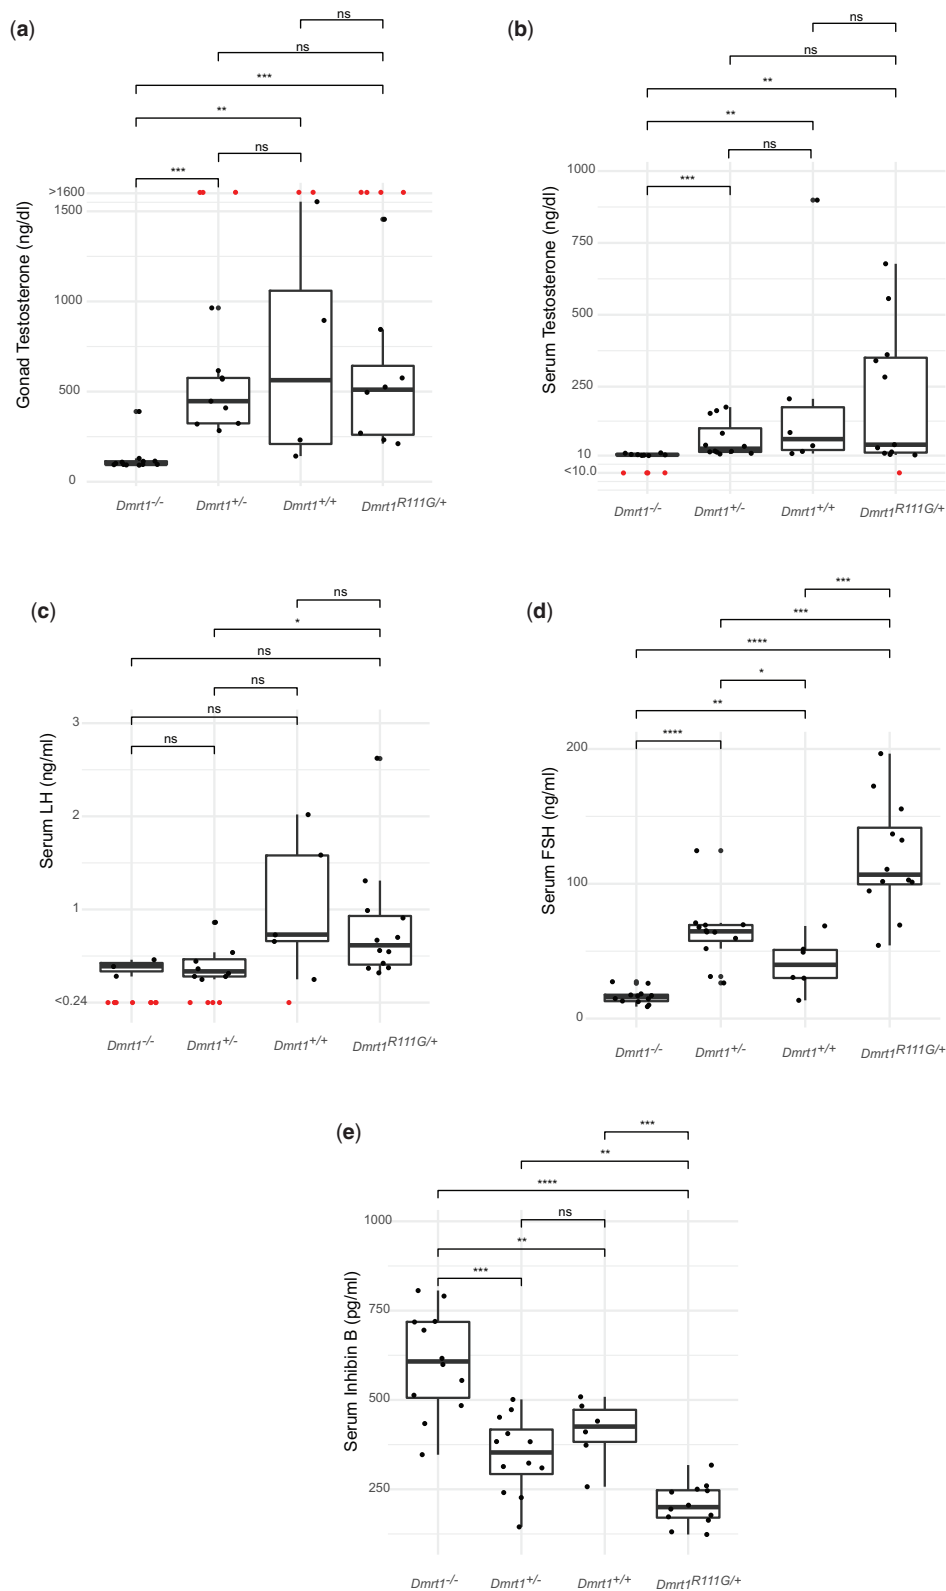 (a)
ns
ns
***
**
ns
***
>1600
1500
1000
500
0
Gonad Testosterone (ng/dl)
Dmrt1-/-
Dmrt1+/-
Dmrt1+/+
Dmrt1R111G/+
(b)
ns
ns
**
**
ns
***
1000
750
500
250
10
<10.0
Serum Testosterone (ng/dl)
Dmrt1-/-
Dmrt1+/-
Dmrt1+/+
Dmrt1R111G/+
(c)
ns
*
ns
ns
ns
ns
3
2
1
<0.24
Serum LH (ng/ml)
Dmrt1-/-
Dmrt1+/-
Dmrt1+/+
Dmrt1R111G/+
(d)
***
***
****
*
**
****
200
100
0
Serum FSH (ng/ml)
Dmrt1-/-
Dmrt1+/-
Dmrt1+/+
Dmrt1R111G/+
(e)
***
**
****
ns
**
***
1000
750
500
250
Serum Inhibin B (pg/ml)
Dmrt1-/-
Dmrt1+/-
Dmrt1+/+
Dmrt1R111G/+